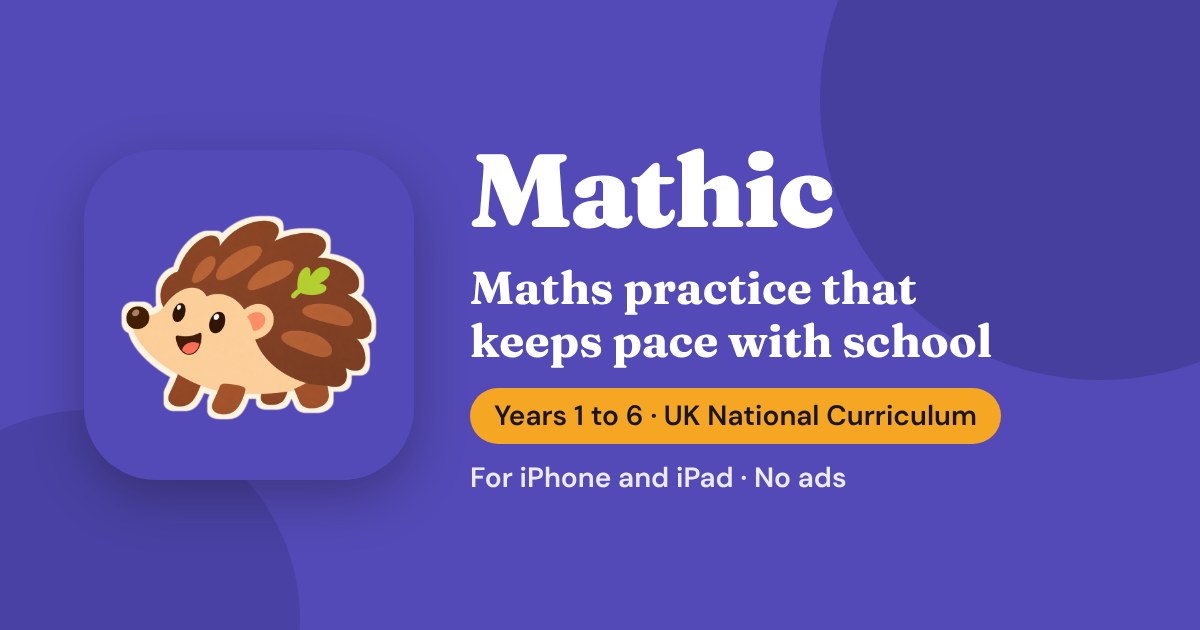 Mathic
Maths practice that
keeps pace with school
Years 1 to 6 · UK National Curriculum
For iPhone and iPad · No ads